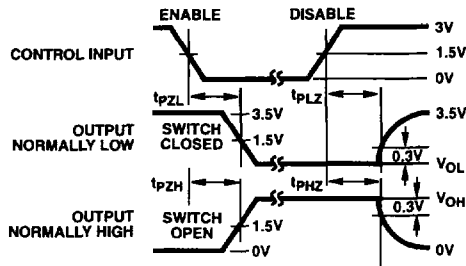 ENABLE DISABLE
CONTROL INPUT
3V
1.5V
0V
tPZL tPLZ
3.5V 3.5V
OUTPUT
NORMALLY LOW
SWITCH
CLOSED
1.5V
0.3V
VOL
tPZH tPHZ
VOH
OUTPUT
NORMALLY HIGH
SWITCH
OPEN
1.5V
0.3V
0V 0V